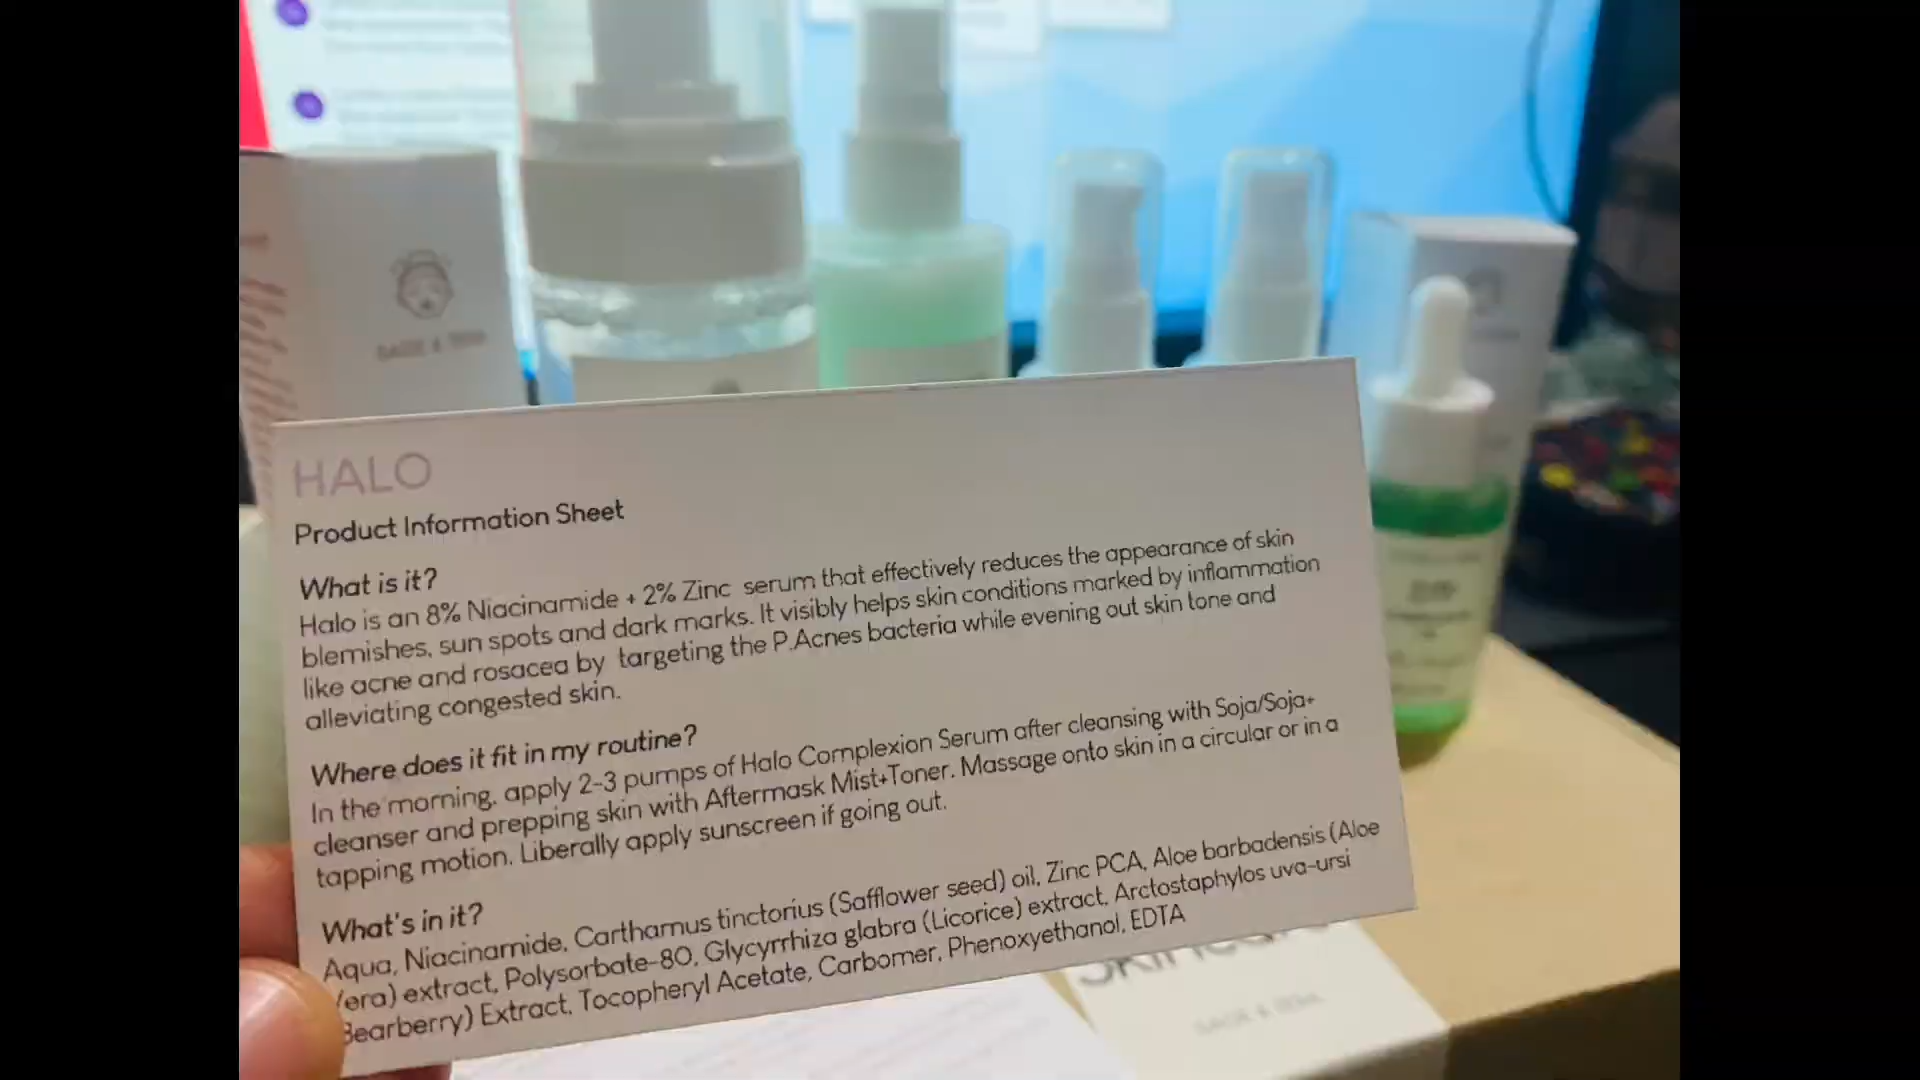 HALO
Product Information Sheet
What is it?
Halo is an 8% Niacinamide + 2% Zinc serum that effectively reduces the appearance of skin
blemishes, sun spots and dark marks. It visibly helps skin conditions marked by inflammation
like acne and rosacea by targeting the P.Acnes bacteria while evening out skin tone and
alleviating congested skin.
Where does it fit in my routine?
In the morning, apply 2-3 pumps of Halo Complexion Serum after cleansing with Soja/Soja+
cleanser and prepping skin with Aftermask Mist+Toner. Massage onto skin in a circular or in a
tapping motion. Liberally apply sunscreen if going out.
What's in it?
Aqua, Niacinamide, Carthamus tinctorius (Safflower seed) oil, Zinc PCA, Aloe barbadensis (Aloe
Vera) extract, Polysorbate-80, Glycyrrhiza glabra (Licorice) extract, Arctostaphylos uva-ursi
Bearberry) Extract, Tocopheryl Acetate, Carbomer, Phenoxyethanol, EDTA